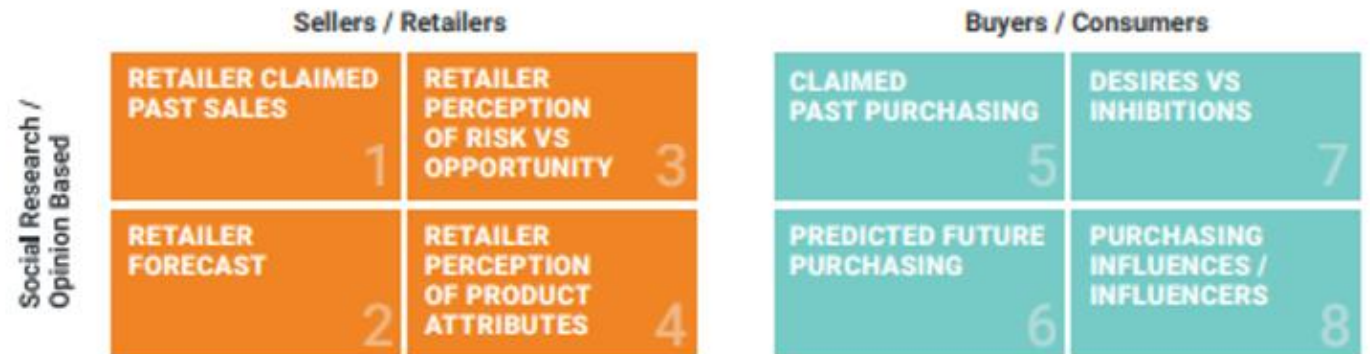 Sellers / Retailers
Buyers / Consumers
Social Research /
Opinion Based
RETAILER CLAIMED
PAST SALES
1
RETAILER
PERCEPTION
OF RISK VS
OPPORTUNITY
3
CLAIMED
PAST PURCHASING
5
DESIRES VS
INHIBITIONS
7
RETAILER
FORECAST
2
RETAILER
PERCEPTION
OF PRODUCT
ATTRIBUTES
4
PREDICTED FUTURE
PURCHASING
6
PURCHASING
INFLUENCES /
INFLUENCERS
8